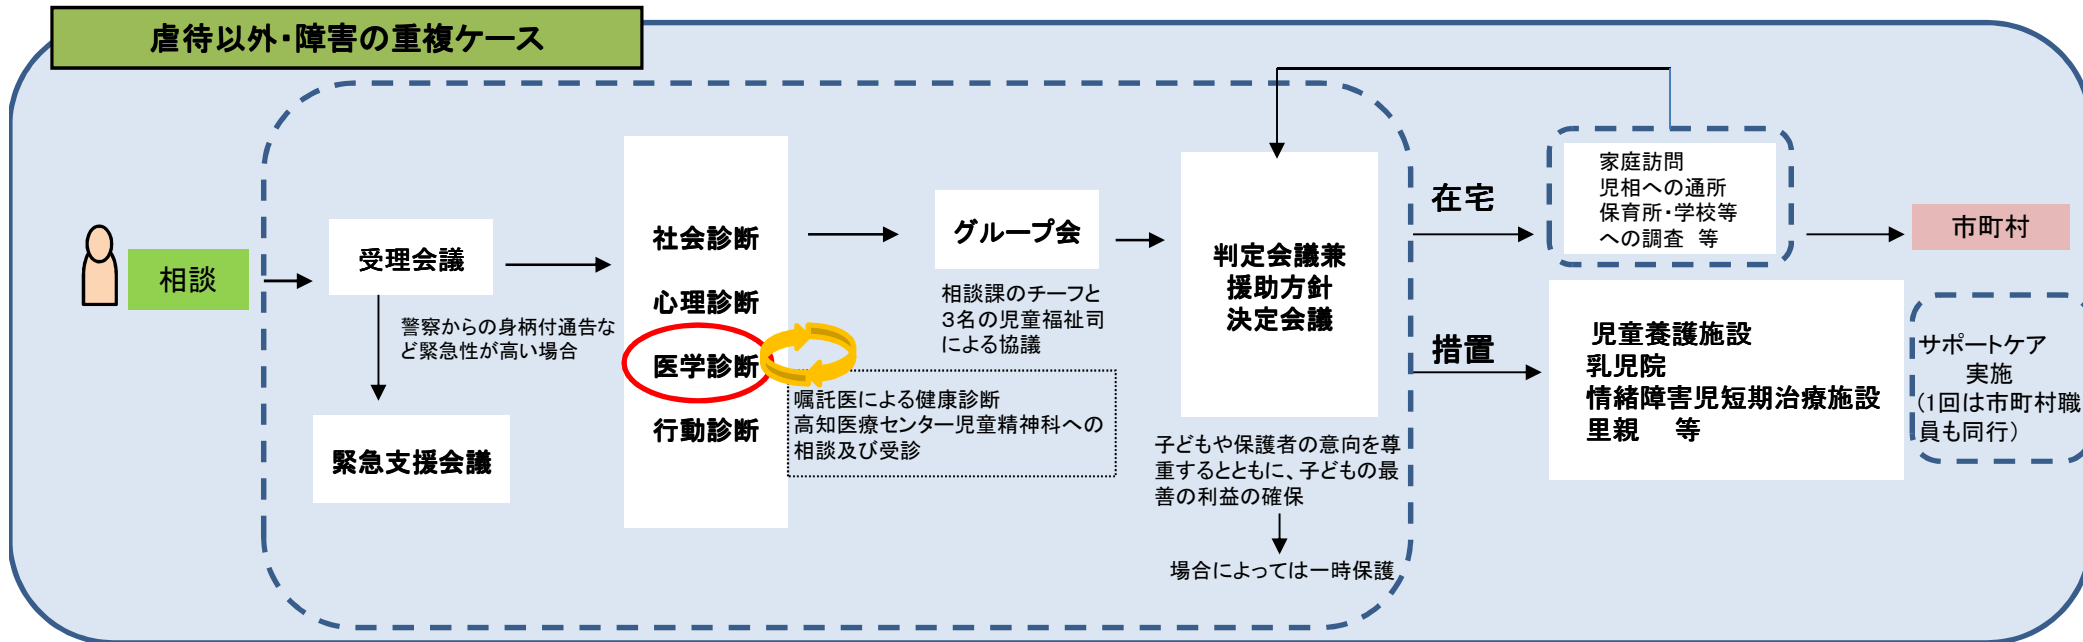 虐待以外・障害の重複ケース
相談
受理会議
警察からの身柄付通告な
ど緊急性が高い場合
緊急支援会議
社会診断
心理診断
医学診断
行動診断
嘱託医による健康診断
高知医療センター児童精神科への
相談及び受診
グループ会
相談課のチーフと
3名の児童福祉司
による協議
判定会議兼
援助方針
決定会議
子どもや保護者の意向を尊
重するとともに、子どもの最
善の利益の確保
場合によっては一時保護
在宅
家庭訪問
児相への通所
保育所・学校等
への調査 等
市町村
措置
児童養護施設
乳児院
情緒障害児短期治療施設
里親 等
サポートケア
実施
(1回は市町村職
員も同行)